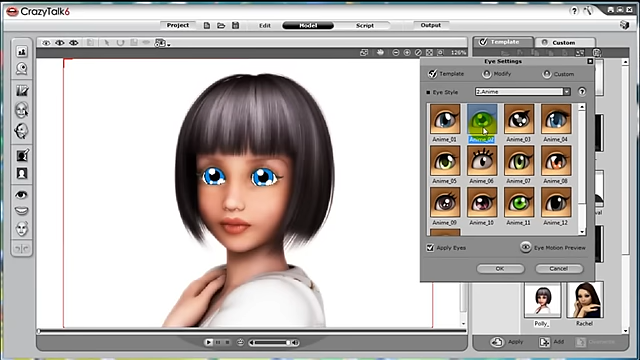 CRAZYTALK6
Project
Edit
Model
Script
Output
126%
Template
Custom
Eye Settings
Template
Modify
Custom
Eye Style
2.Anime
Anime_01
Anime_02
Anime_03
Anime_04
Anime_05
Anime_06
Anime_07
Anime_08
Anime_09
Anime_10
Anime_11
Anime_12
Apply Eyes
Eye Motion Preview
OK
Cancel
Polly_
Rachel
Apply
Add